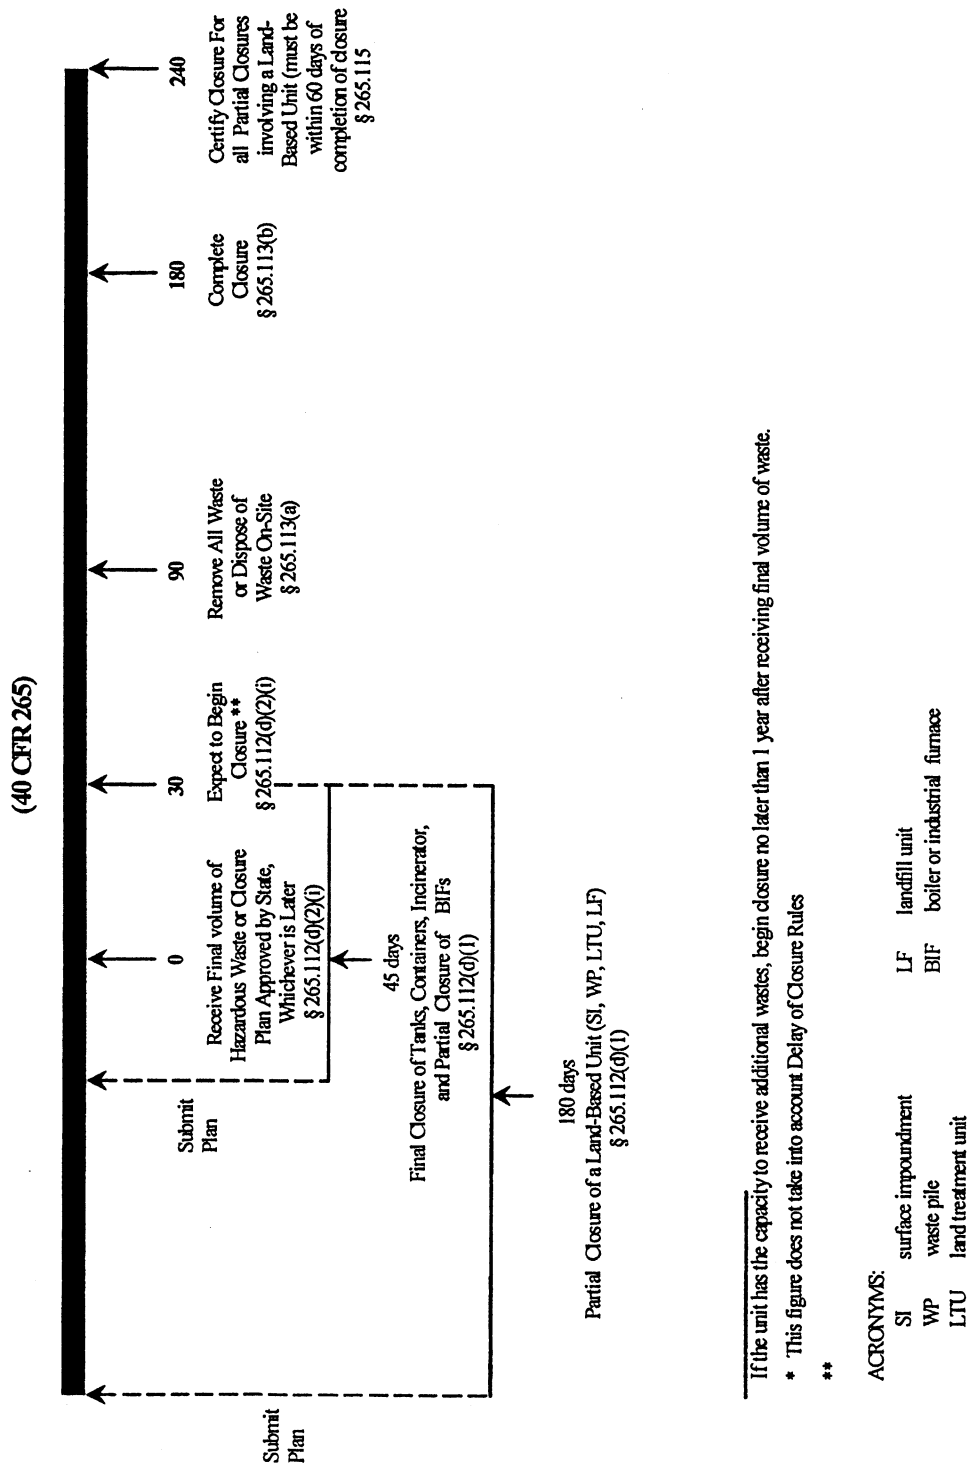 (40 CFR 265)
0
30
90
180
240
Submit
Plan
Submit
Plan
Receive Final volume of
Hazardous Waste or Closure
Plan Approved by State,
Whichever is Later
§ 265.112(d)(2)(i)
Expect to Begin
Closure **
§ 265.112(d)(2)(i)
Remove All Waste
or Dispose of
Waste On-Site
§ 265.113(a)
Complete
Closure
§ 265.113(b)
Certify Closure For
all Partial Closures
involving a Land-
Based Unit (must be
within 60 days of
completion of closure
§ 265.115
45 days
Final Closure of Tanks, Containers, Incinerator,
and Partial Closure of BIFs
§ 265.112(d)(1)
180 days
Partial Closure of a Land-Based Unit (SI, WP, LTU, LF)
§ 265.112(d)(1)
If the unit has the capacity to receive additional wastes, begin closure no later than 1 year after receiving final volume of waste.
* This figure does not take into account Delay of Closure Rules
**
ACRONYMS:
SI surface impoundment LF landfill unit
WP waste pile BIF boiler or industrial furnace
LTU land treatment unit